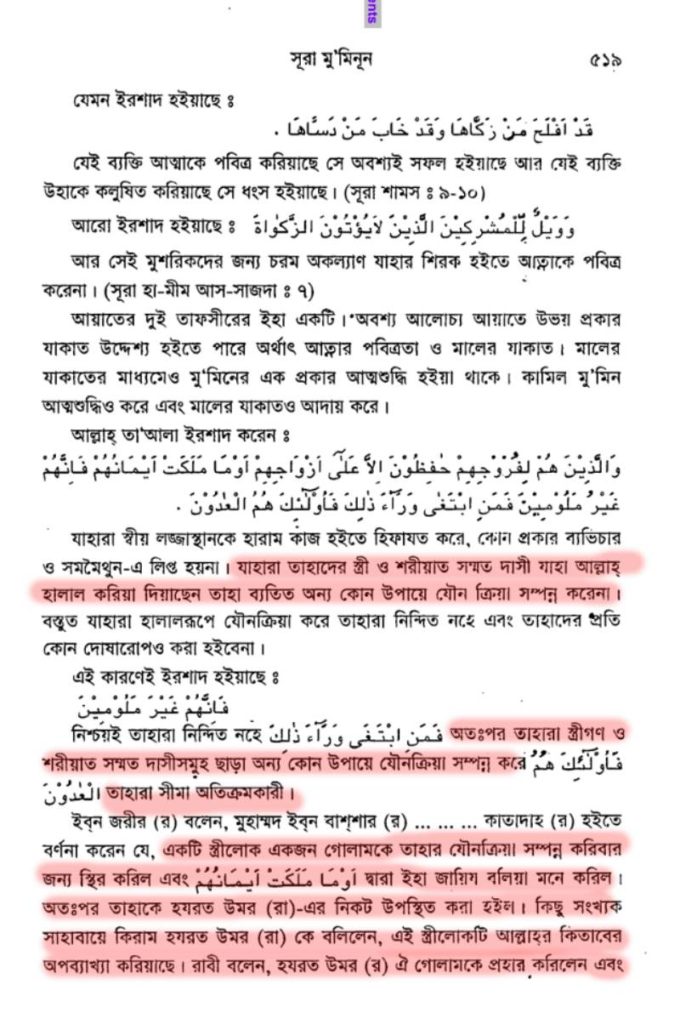 ents
সূরা মু'মিনূন ৫১৯
যেমন ইরশাদ হইয়াছে ঃ
قَدْ اَفْلَحَ مَنْ زَكَّاهَا وَقَدْ خَابَ مَنْ دَسَّاهَا .
যেই ব্যক্তি আত্মাকে পবিত্র করিয়াছে সে অবশ্যই সফল হইয়াছে আর যেই ব্যক্তি
উহাকে কলুষিত করিয়াছে সে ধংস হইয়াছে। (সূরা শামস ঃ ৯-১০)
আরো ইরশাদ হইয়াছে ঃ وَوَيْلٌ لِّلْمُشْرِكِيْنَ الَّذِيْنَ لاَيُؤْتُوْنَ الزَّكٰواةَ
আর সেই মুশরিকদের জন্য চরম অকল্যাণ যাহার শিরক হইতে আত্নাকে পবিত্র
করেনা। (সূরা হা-মীম আস-সাজদা ঃ ৭)
আয়াতের দুই তাফসীরের ইহা একটি। অবশ্য আলোচ্য আয়াতে উভয় প্রকার
যাকাত উদ্দেশ্য হইতে পারে অর্থাৎ আত্নার পবিত্রতা ও মালের যাকাত। মালের
যাকাতের মাধ্যমেও মু'মিনের এক প্রকার আত্মশুদ্ধি হইয়া থাকে। কামিল মু'মিন
আত্মশুদ্ধিও করে এবং মালের যাকাতও আদায় করে।
আল্লাহ্ তা'আলা ইরশাদ করেন ঃ
وَالَّذِيْنَ هُمْ لِفُرُوْجِهِمْ حٰفِظُوْنَ اِلاَّ عَلٰى اَزْوَاجِهِمْ اَوْمَا مَلَكَتْ اَيْمَانُهُمْ فَاِنَّهُمْ
غَيْرُ مَلُوْمِيْنَ فَمَنِ ابْتَغٰى وَرَآءَ ذٰلِكَ فَاُولٰٓئِكَ هُمُ الْعٰدُوْنَ .
যাহারা স্বীয় লজ্জাস্থানকে হারাম কাজ হইতে হিফাযত করে, কোন প্রকার ব্যভিচার
ও সমমৈথুন-এ লিপ্ত হয়না। যাহারা তাহাদের স্ত্রী ও শরীয়াত সম্মত দাসী যাহা আল্লাহ্
হালাল করিয়া দিয়াছেন তাহা ব্যতিত অন্য কোন উপায়ে যৌন ক্রিয়া সম্পন্ন করেনা।
বস্তুত যাহারা হালালরূপে যৌনক্রিয়া করে তাহারা নিন্দিত নহে এবং তাহাদের প্রতি
কোন দোষারোপও করা হইবেনা।
এই কারণেই ইরশাদ হইয়াছে ঃ
فَاِنَّهُمْ غَيْرَ مَلُوْمِيْنَ
নিশ্চয়ই তাহারা নিন্দিত নহে فَمَنِ ابْتَغٰى وَرَآءَ ذٰلِكَ অতঃপর তাহারা স্ত্রীগণ ও
শরীয়াত সম্মত দাসীসমূহ ছাড়া অন্য কোন উপায়ে যৌনক্রিয়া সম্পন্ন করে فَاُولٰٓئِكَ هُمُ
الْعٰدُوْنَ তাহারা সীমা অতিক্রমকারী।
ইব্‌ন জরীর (র) বলেন, মুহাম্মদ ইব্‌ন বাশ্‌শার (র) ... ... ... কাতাদাহ্ (র) হইতে
বর্ণনা করেন যে, একটি স্ত্রীলোক একজন গোলামকে তাহার যৌনক্রিয়া সম্পন্ন করিবার
জন্য স্থির করিল এবং اَوْمَا مَلَكَتْ اَيْمَانُهُمْ দ্বারা ইহা জায়িয বলিয়া মনে করিল।
অতঃপর তাহাকে হযরত উমর (রা)-এর নিকট উপস্থিত করা হইল। কিছু সংখ্যক
সাহাবায়ে কিরাম হযরত উমর (রা) কে বলিলেন, এই স্ত্রীলোকটি আল্লাহ্‌র কিতাবের
অপব্যাখ্যা করিয়াছে। রাবী বলেন, হযরত উমর (র) ঐ গোলামকে প্রহার করিলেন এবং